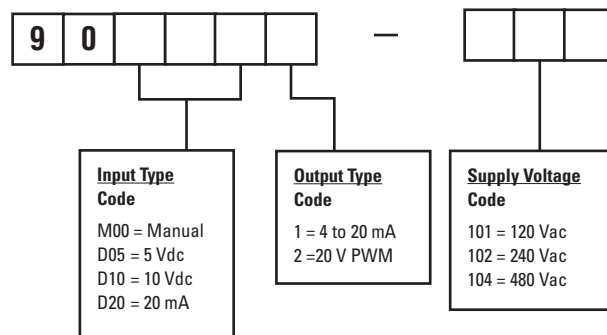 9 0 —
Input Type
Code
M00 = Manual
D05 = 5 Vdc
D10 = 10 Vdc
D20 = 20 mA
Output Type
Code
1 = 4 to 20 mA
2 =20 V PWM
Supply Voltage
Code
101 = 120 Vac
102 = 240 Vac
104 = 480 Vac